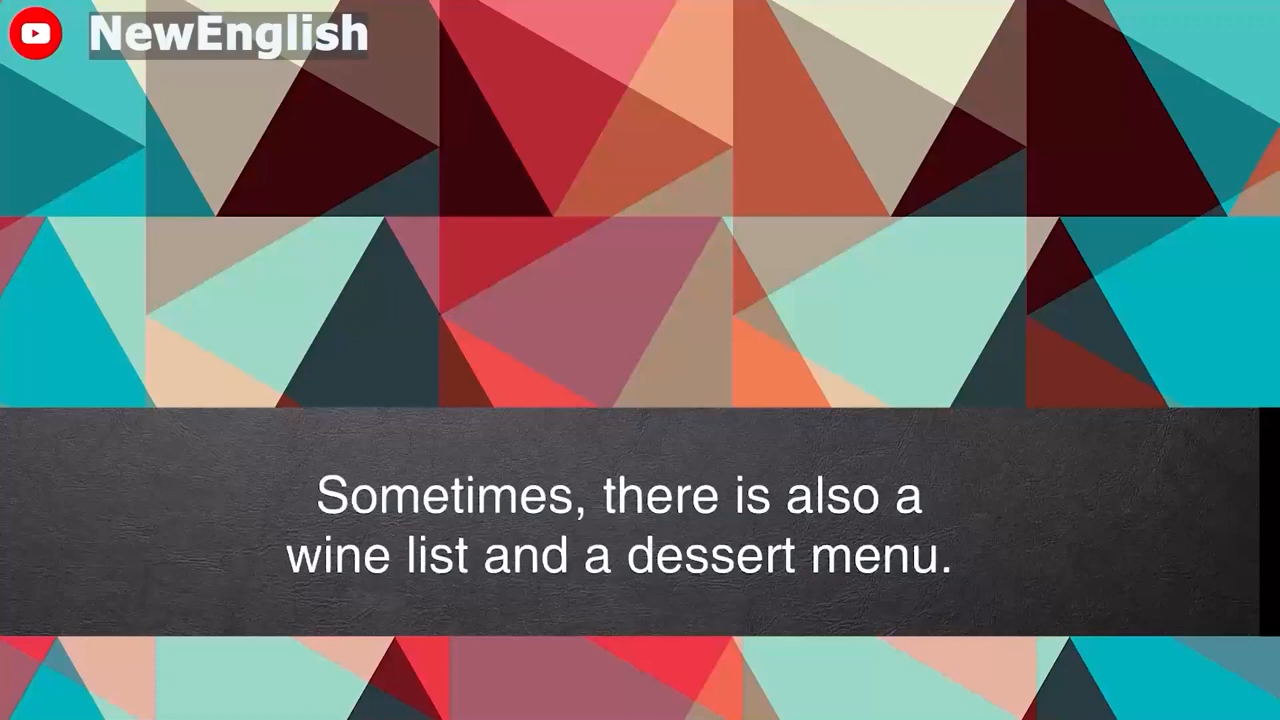 NewEnglish
Sometimes, there is also a
wine list and a dessert menu.